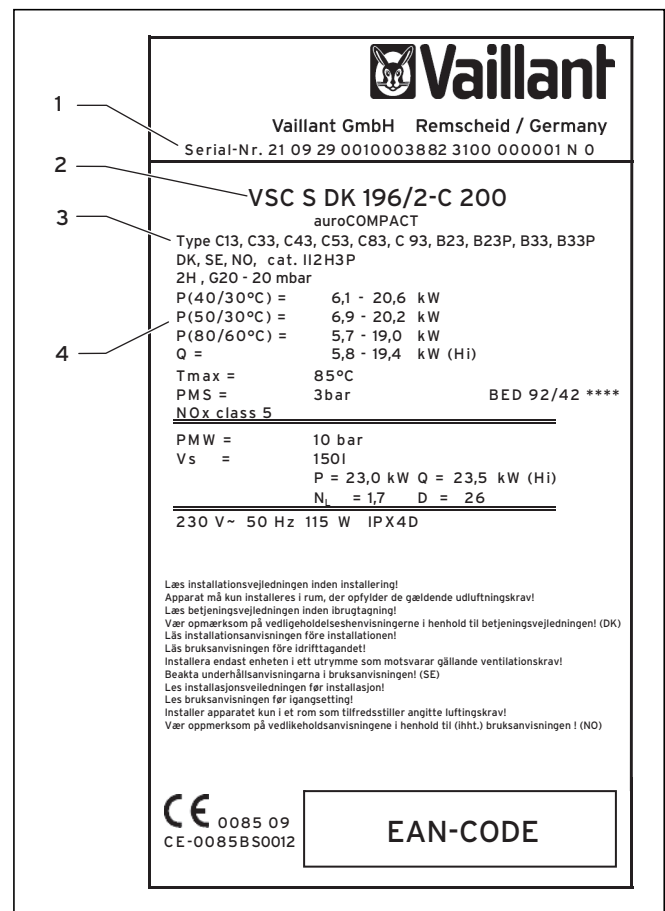 Vaillant
1
Vaillant GmbH Remscheid / Germany
Serial-Nr. 21 09 29 0010003882 3100 000001 N 0
2
VSC S DK 196/2-C 200
auroCOMPACT
3
Type C13, C33, C43, C53, C83, C 93, B23, B23P, B33, B33P
DK, SE, NO, cat. II2H3P
2H , G20 - 20 mbar
P(40/30°C) = 6,1 - 20,6 kW
P(50/30°C) = 6,9 - 20,2 kW
P(80/60°C) = 5,7 - 19,0 kW
4
Q = 5,8 - 19,4 kW (Hi)
Tmax = 85°C
PMS = 3bar BED 92/42 ****
NOx class 5
PMW = 10 bar
Vs = 150l
P = 23,0 kW Q = 23,5 kW (Hi)
NL = 1,7 D = 26
230 V~ 50 Hz 115 W IPX4D
Læs installationsvejledningen inden installering!
Apparat må kun installeres i rum, der opfylder de gældende udluftningskrav!
Læs betjeningsvejledningen inden ibrugtagning!
Vær opmærksom på vedligeholdelseshenvisningerne i henhold til betjeningsvejledningen! (DK)
Läs installationsanvisningen före installationen!
Läs bruksanvisningen före idrifttagandet!
Installera endast enheten i ett utrymme som motsvarar gällande ventilationskrav!
Beakta underhållsanvisningarna i bruksanvisningen! (SE)
Les installasjonsveiledningen før installasjon!
Les bruksanvisningen før igangsetting!
Installer apparatet kun i et rom som tilfredsstiller angitte luftingskrav!
Vær oppmerksom på vedlikeholdsanvisningene i henhold til (ihht.) bruksanvisningen ! (NO)
CE 0085 09
CE-0085BS0012
EAN-CODE